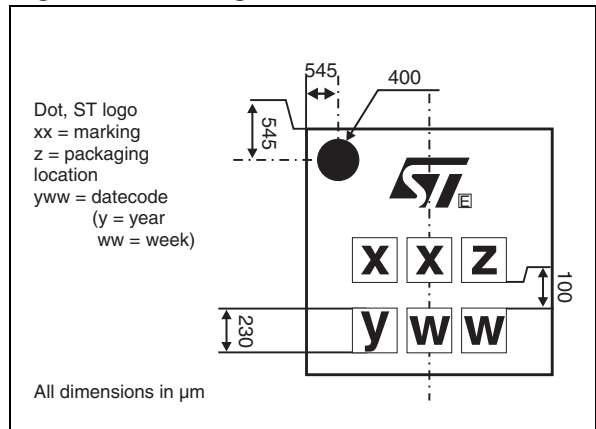 545
400
545
Dot, ST logo
xx = marking
z = packaging
location
yww = datecode
(y = year
ww = week)
ST
E
x x z
100
230
y w w
All dimensions in µm